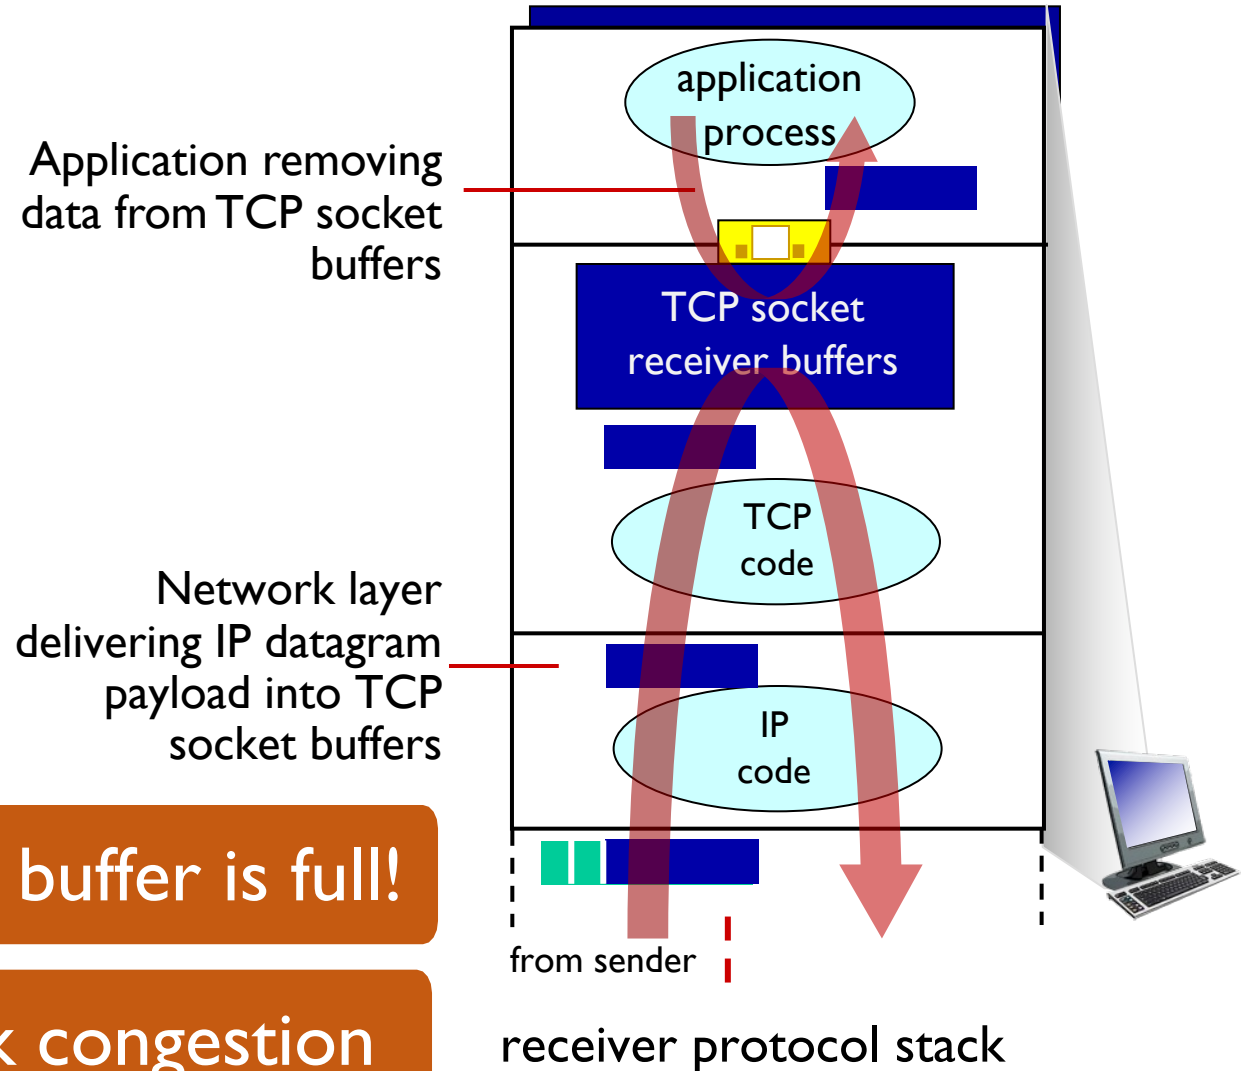 application
process
Application removing
data from TCP socket
buffers
TCP socket
receiver buffers
TCP
code
Network layer
delivering IP datagram
payload into TCP
socket buffers
IP
code
buffer is full!
from sender
congestion
receiver protocol stack